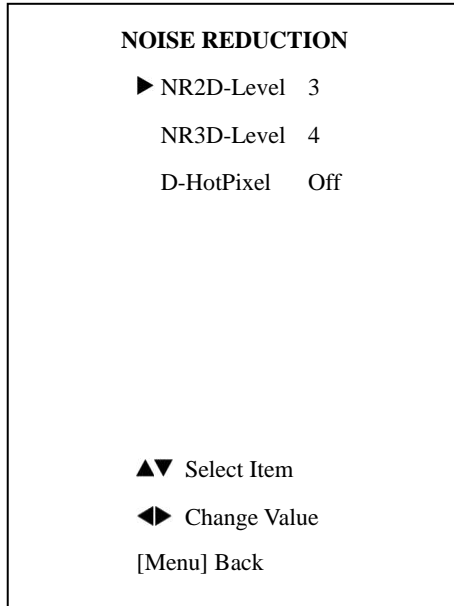 NOISE REDUCTION
▶ NR2D-Level 3
NR3D-Level 4
D-HotPixel Off
▲▼ Select Item
◀▶ Change Value
[Menu] Back